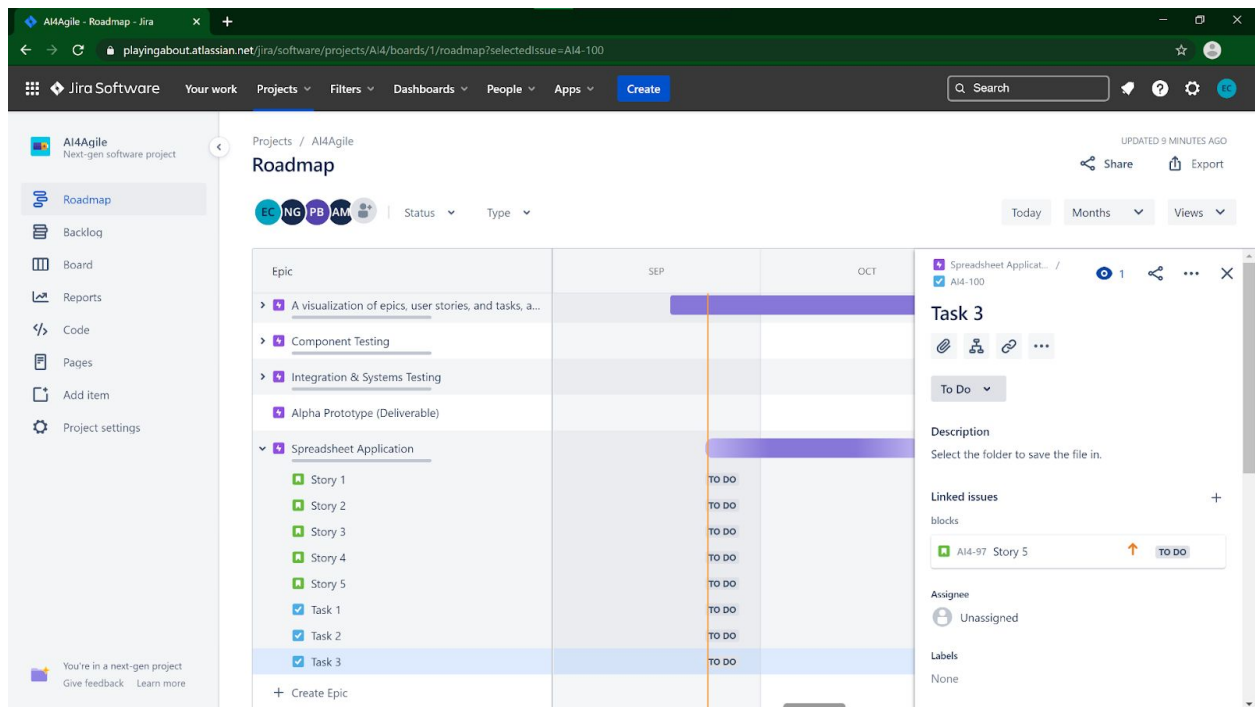 AI4Agile - Roadmap - Jira
playingabout.atlassian.net/jira/software/projects/AI4/boards/1/roadmap?selectedIssue=AI4-100
Jira Software Your work Projects Filters Dashboards People Apps Create Search EC
AI4Agile
Next-gen software project
Roadmap
Backlog
Board
Reports
Code
Pages
Add item
Project settings
You're in a next-gen project
Give feedback Learn more
Projects / AI4Agile
Roadmap
UPDATED 9 MINUTES AGO
Share Export
EC NG PB AM Status Type
Today Months Views
Epic SEP OCT
A visualization of epics, user stories, and tasks, a...
Component Testing
Integration & Systems Testing
Alpha Prototype (Deliverable)
Spreadsheet Application
Story 1 TO DO
Story 2 TO DO
Story 3 TO DO
Story 4 TO DO
Story 5 TO DO
Task 1 TO DO
Task 2 TO DO
Task 3 TO DO
+ Create Epic
Spreadsheet Applicat... /
AI4-100
1
Task 3
To Do
Description
Select the folder to save the file in.
Linked issues
blocks
AI4-97 Story 5 TO DO
Assignee
Unassigned
Labels
None